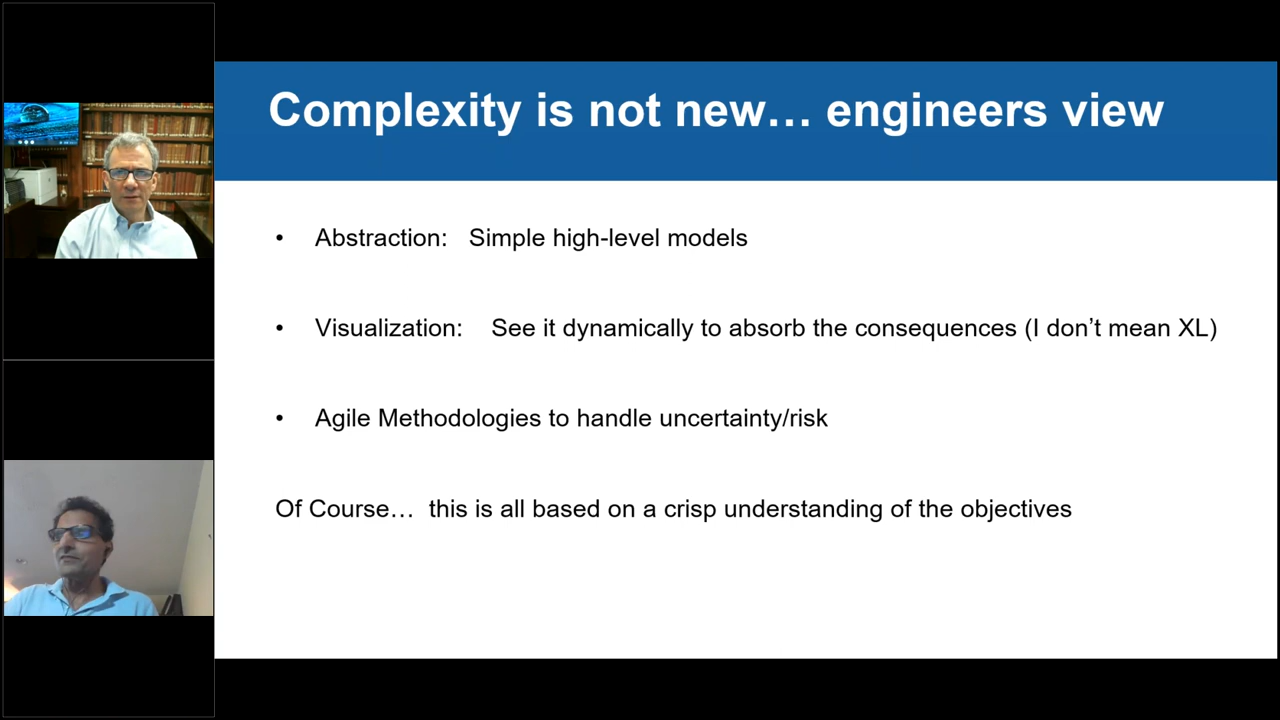 Complexity is not new… engineers view
• Abstraction: Simple high-level models
• Visualization: See it dynamically to absorb the consequences (I don’t mean XL)
• Agile Methodologies to handle uncertainty/risk
Of Course… this is all based on a crisp understanding of the objectives